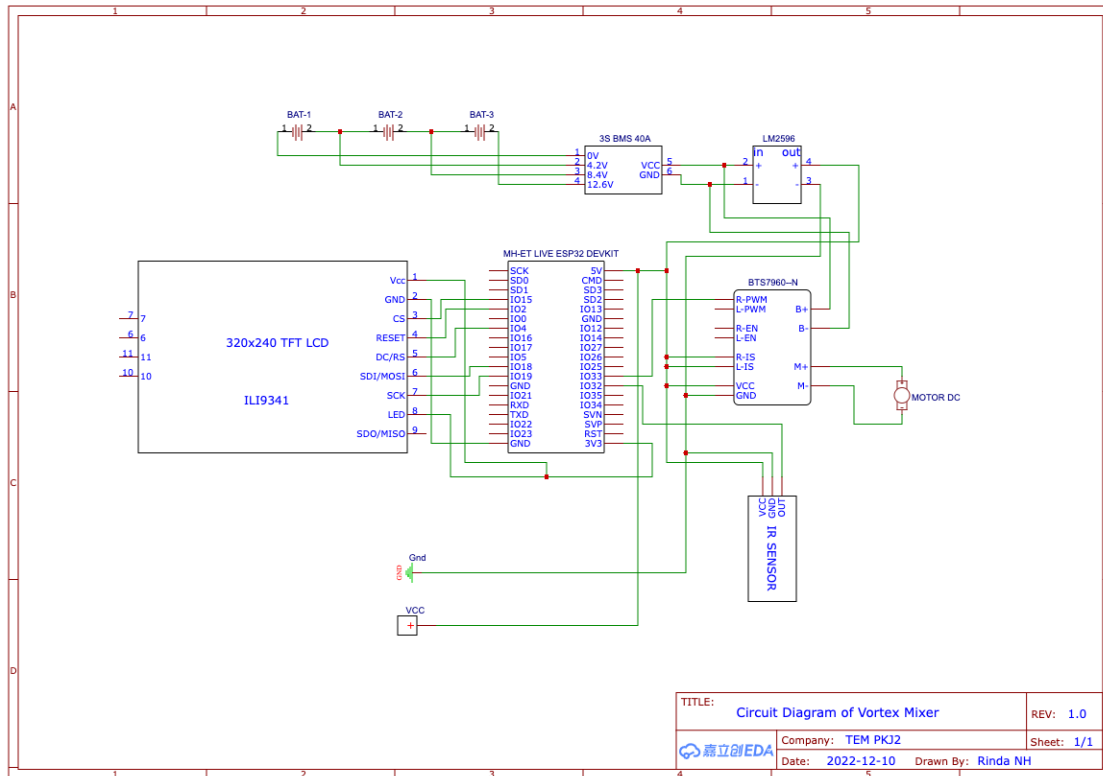 1 2 3 4 5
A
B
C
D
BAT-1 BAT-2 BAT-3
1 2 1 2 1 2
3S BMS 40A
1 0V
2 4.2V VCC 5
3 8.4V GND 6
4 12.6V
LM2596
in out
2 + + 4
1 - - 3
320x240 TFT LCD
ILI9341
7 7
6 6
11 11
10 10
Vcc 1
GND 2
CS 3
RESET 4
DC/RS 5
SDI/MOSI 6
SCK 7
LED 8
SDO/MISO 9
MH-ET LIVE ESP32 DEVKIT
SCK 5V
SD0 CMD
SD1 SD3
IO15 SD2
IO2 IO13
IO0 GND
IO4 IO12
IO16 IO14
IO17 IO27
IO5 IO26
IO18 IO25
IO19 IO33
GND IO32
IO21 IO35
RXD IO34
TXD SVN
IO22 SVP
IO23 RST
GND 3V3
BTS7960-N
R-PWM
L-PWM B+
R-EN B-
L-EN
R-IS
L-IS M+
VCC M-
GND
MOTOR DC
VCC
GND
OUT
IR SENSOR
Gnd
GND
VCC
+
TITLE:
Circuit Diagram of Vortex Mixer
REV: 1.0
嘉立创EDA
Company: TEM PKJ2
Sheet: 1/1
Date: 2022-12-10 Drawn By: Rinda NH
1 2 3 4 5